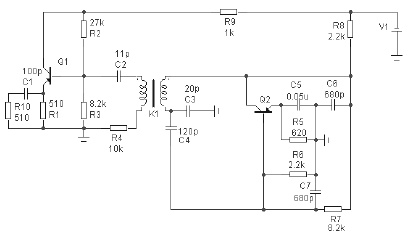 27k
R2
R9
1k
R8
2.2k
V1
Q1
11p
C2
100p
C1
R10
510
510
R1
8.2k
R3
R4
10k
K1
20p
C3
120p
C4
Q2
C5
0.05u
C6
680p
R5
620
R6
2.2k
C7
680p
R7
8.2k